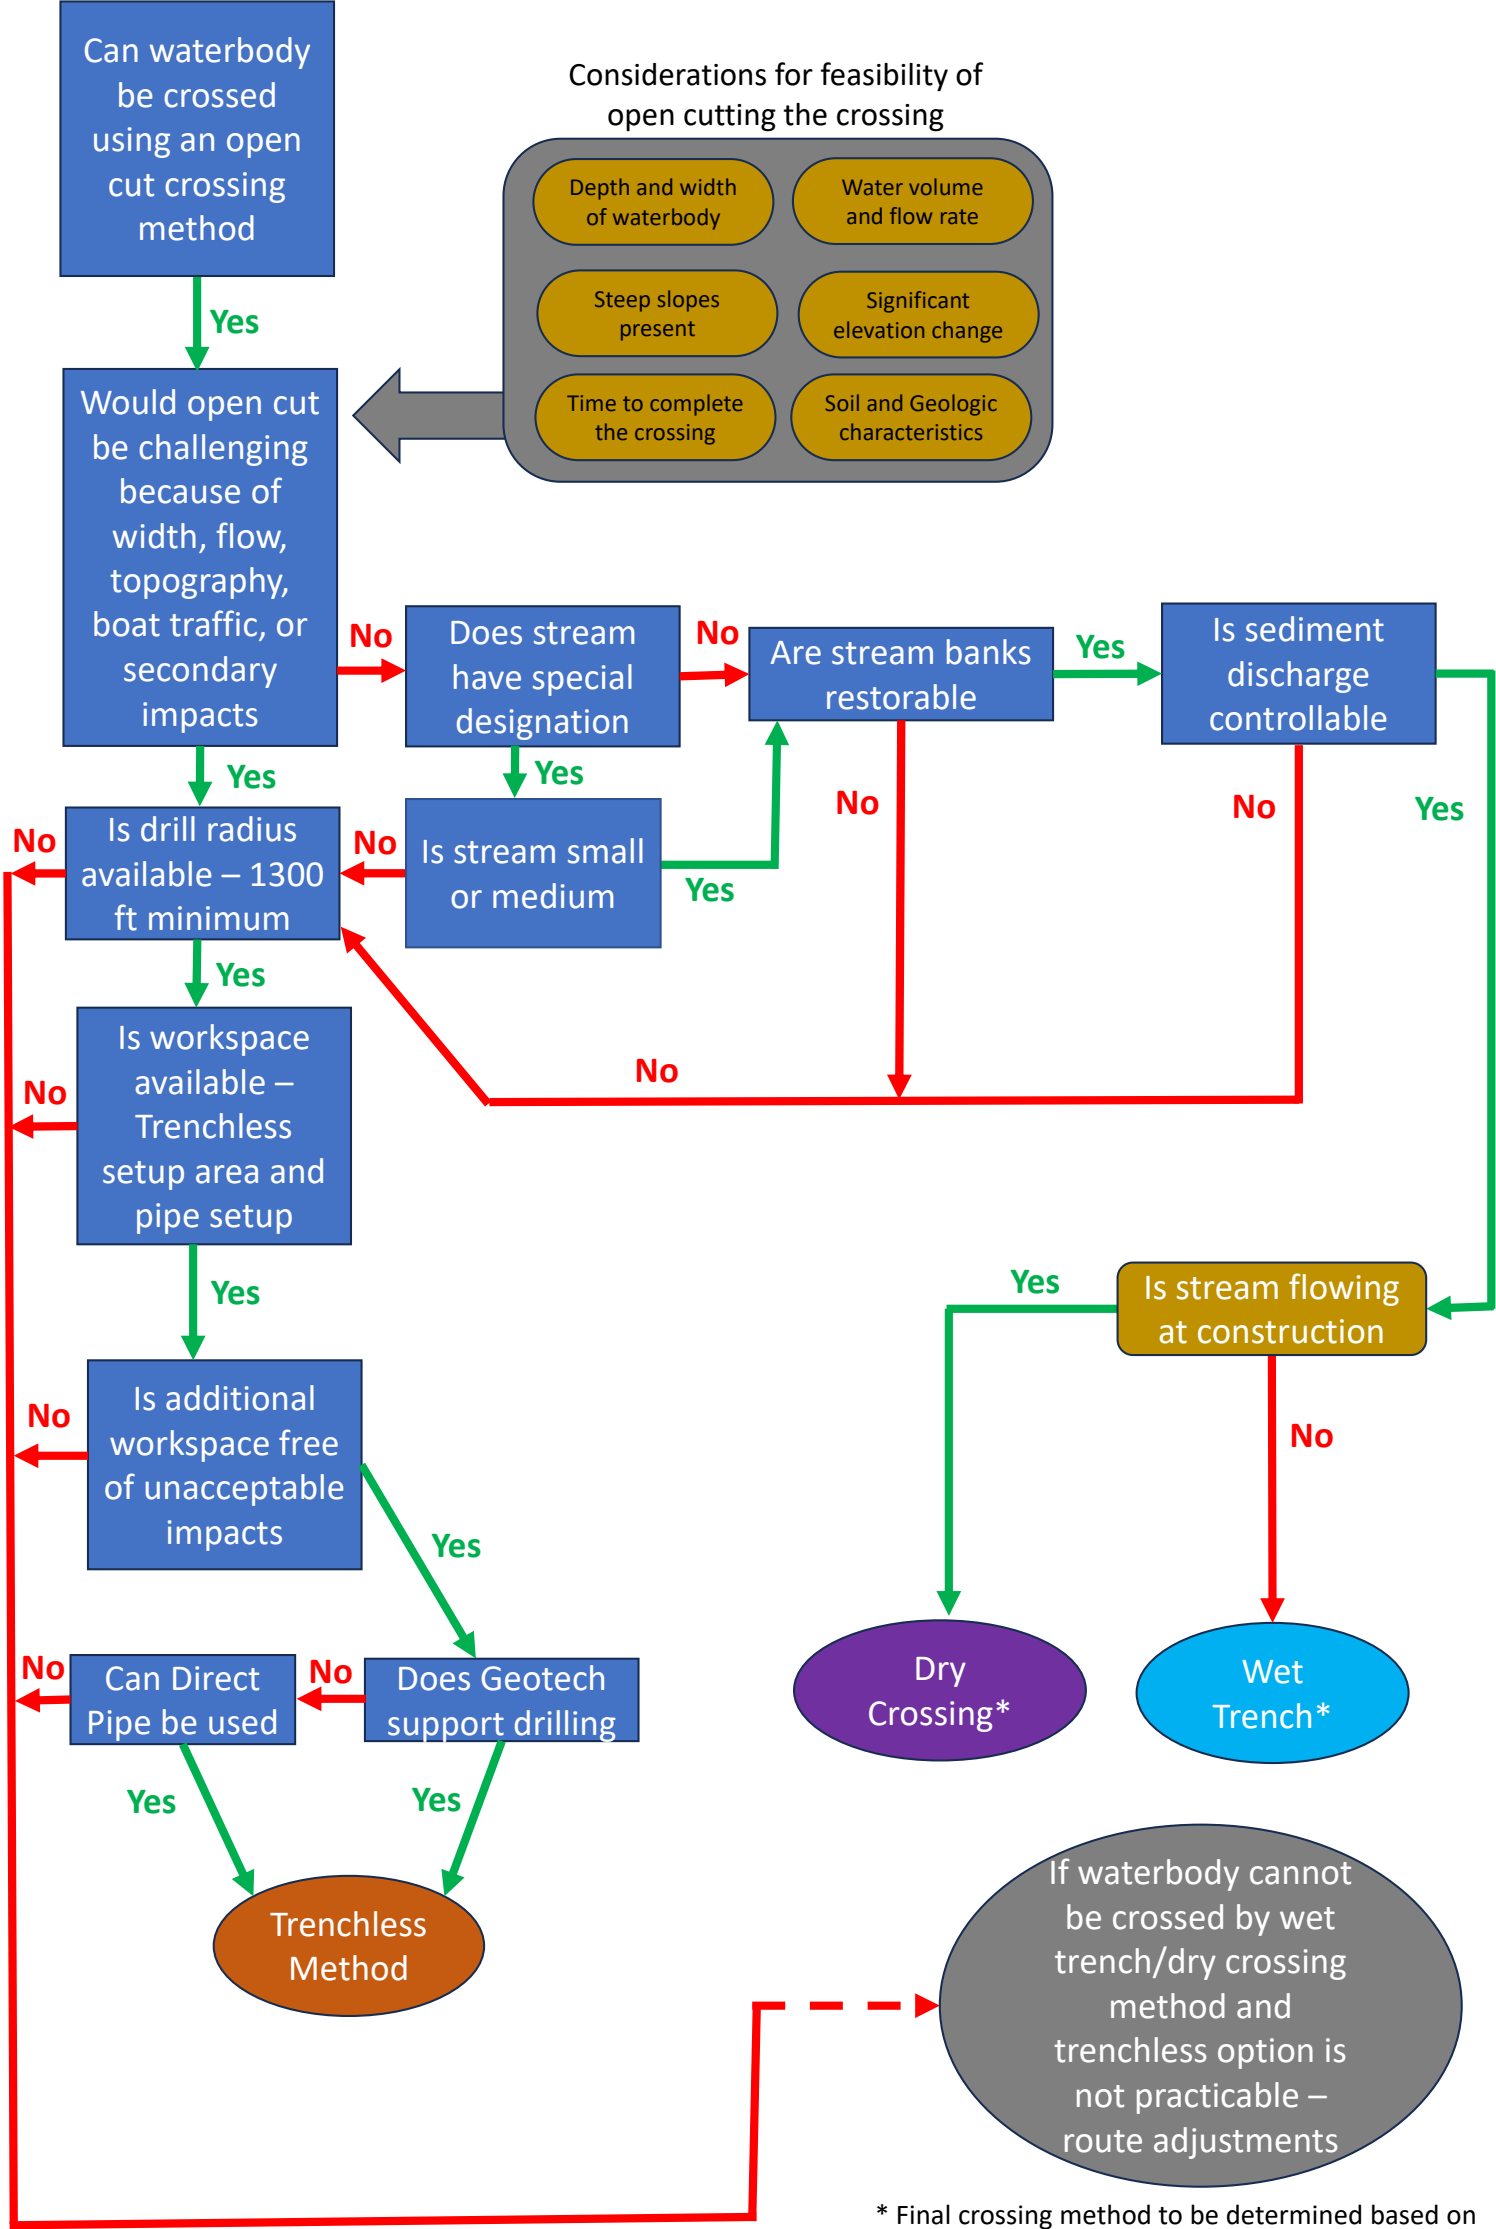 Can waterbody
be crossed
using an open
cut crossing
method
Considerations for feasibility of
open cutting the crossing
Depth and width
of waterbody
Water volume
and flow rate
Steep slopes
present
Significant
elevation change
Time to complete
the crossing
Soil and Geologic
characteristics
Yes
Would open cut
be challenging
because of
width, flow,
topography,
boat traffic, or
secondary
impacts
No
Does stream
have special
designation
No
Are stream banks
restorable
Yes
Is sediment
discharge
controllable
Yes
Yes
No
No
Yes
No
Is drill radius
available – 1300
ft minimum
No
Is stream small
or medium
Yes
Yes
No
No
Is workspace
available –
Trenchless
setup area and
pipe setup
Yes
Yes
Is stream flowing
at construction
No
No
Is additional
workspace free
of unacceptable
impacts
Yes
No
Can Direct
Pipe be used
No
Does Geotech
support drilling
Dry
Crossing*
Wet
Trench*
Yes
Yes
Trenchless
Method
If waterbody cannot
be crossed by wet
trench/dry crossing
method and
trenchless option is
not practicable –
route adjustments
* Final crossing method to be determined based on